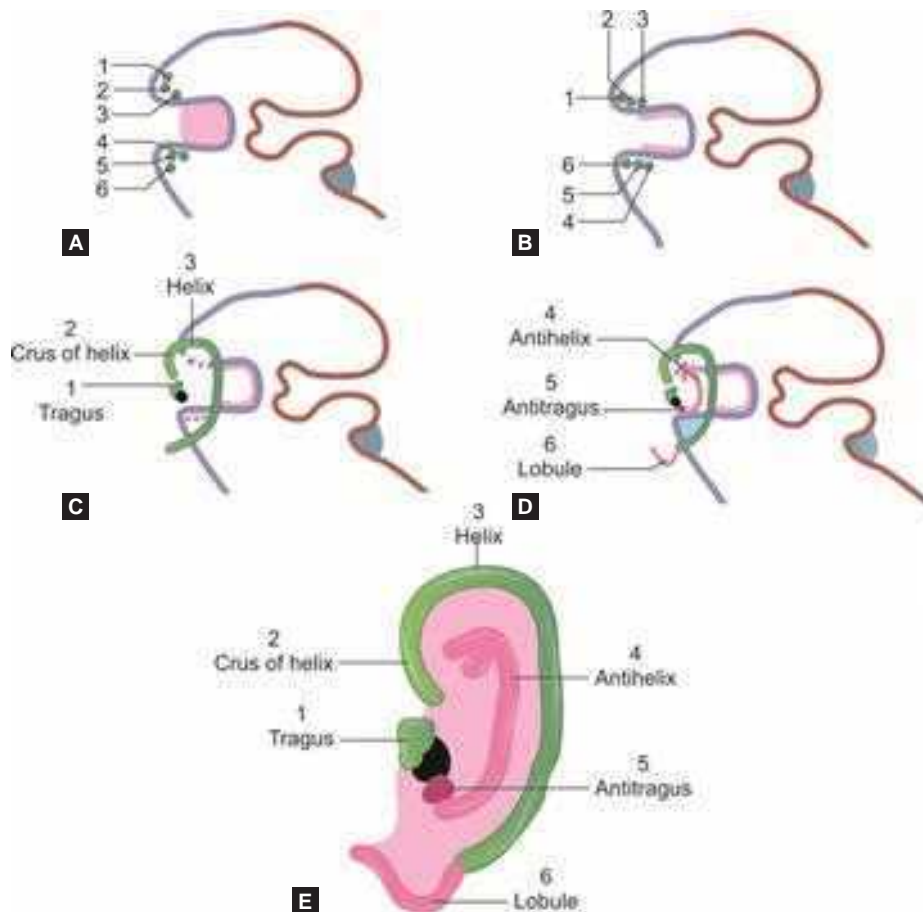 1
2
3
4
5
6
A
2 3
1
6
5
4
B
3
Helix
2
Crus of helix
1
Tragus
C
4
Antihelix
5
Antitragus
6
Lobule
D
3
Helix
2
Crus of helix
4
Antihelix
1
Tragus
5
Antitragus
6
Lobule
E